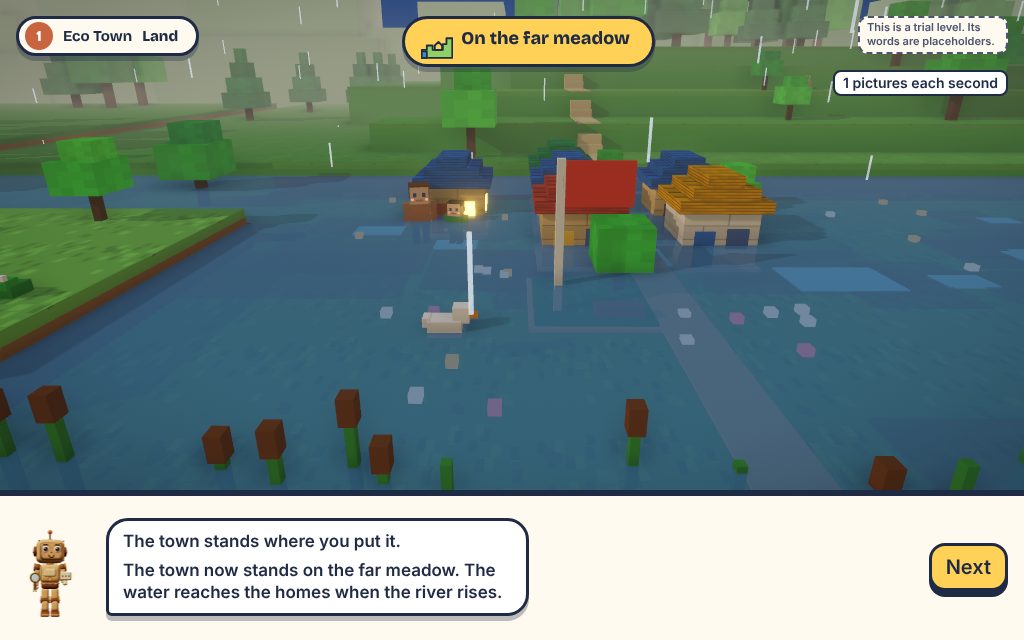 1 Eco Town Land
On the far meadow
This is a trial level. Its
words are placeholders.
1 pictures each second
The town stands where you put it.
The town now stands on the far meadow. The
water reaches the homes when the river rises.
Next